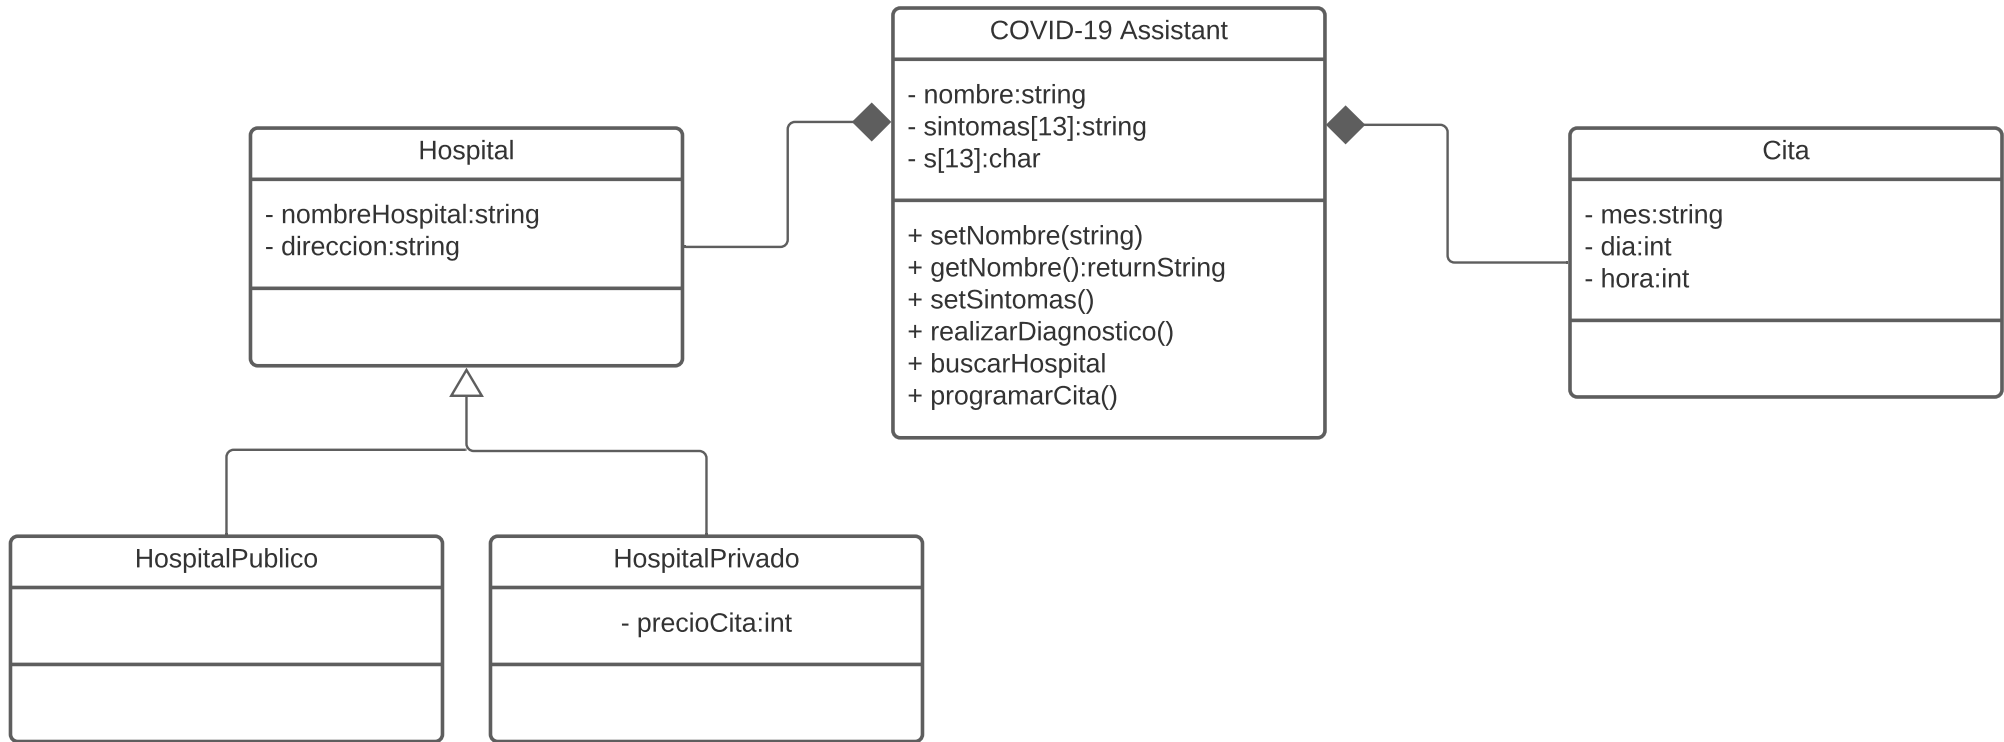 COVID-19 Assistant
- nombre:string
- sintomas[13]:string
- s[13]:char
+ setNombre(string)
+ getNombre():returnString
+ setSintomas()
+ realizarDiagnostico()
+ buscarHospital
+ programarCita()
Hospital
- nombreHospital:string
- direccion:string
Cita
- mes:string
- dia:int
- hora:int
HospitalPublico
HospitalPrivado
- precioCita:int